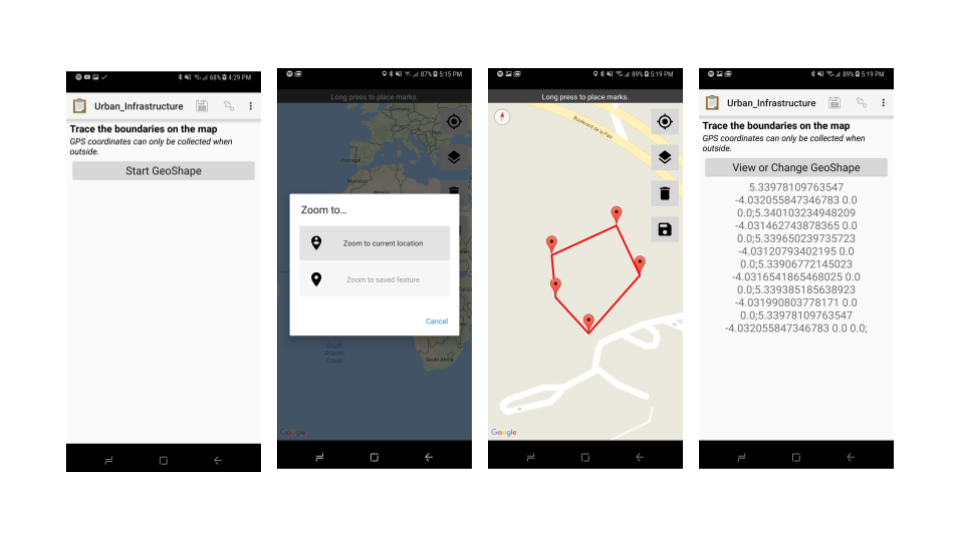 68% 4:29 PM
Urban_Infrastructure
Trace the boundaries on the map
GPS coordinates can only be collected when
outside.
Start GeoShape
87% 5:15 PM
Long press to place marks.
Portugal
Morocco
Zoom to...
Zoom to current location
Zoom to saved feature
Cancel
South
Atlantic
Ocean
South Africa
Google
89% 5:19 PM
Long press to place marks.
Boulevard de la Paix
Google
89% 5:19 PM
Urban_Infrastructure
Trace the boundaries on the map
GPS coordinates can only be collected when
outside.
View or Change GeoShape
5.33978109763547
-4.032055847346783 0.0
0.0;5.340103234948209
-4.031462743878365 0.0
0.0;5.339650239735723
-4.03120793402195 0.0
0.0;5.33906772145023
-4.0316541865468025 0.0
0.0;5.339385185638923
-4.031990803778171 0.0
0.0;5.33978109763547
-4.032055847346783 0.0 0.0;